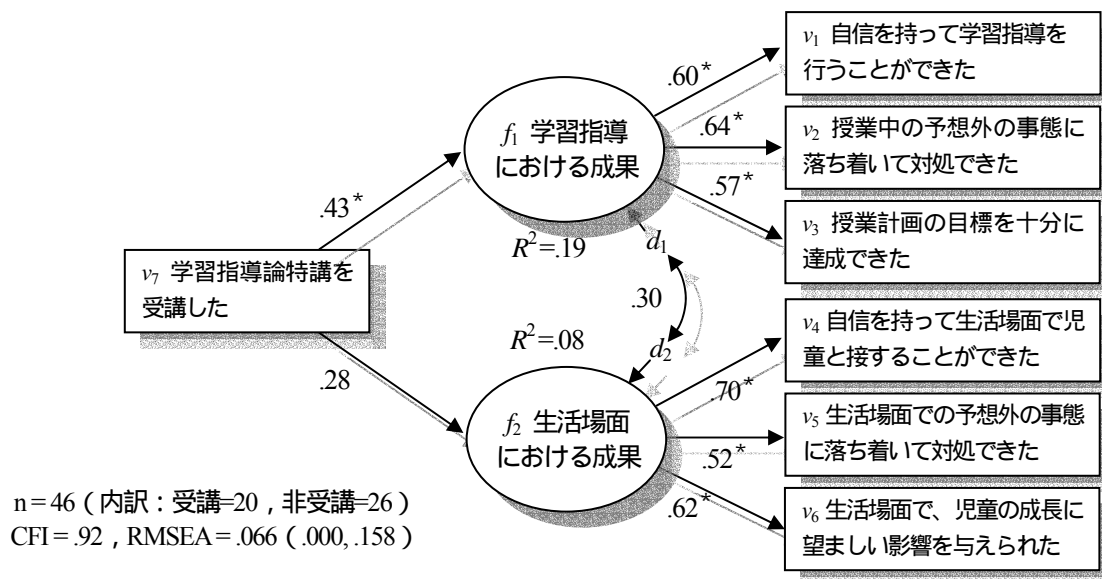 v₁ 自信を持って学習指導を
行うことができた
.60*
f₁ 学習指導
における成果
.64*
v₂ 授業中の予想外の事態に
落ち着いて対処できた
.57*
v₃ 授業計画の目標を十分に
達成できた
.43*
R²=.19
d₁
v₇ 学習指導論特講を
受講した
.30
R²=.08
d₂
v₄ 自信を持って生活場面で児
童と接することができた
.28
.70*
f₂ 生活場面
における成果
v₅ 生活場面での予想外の事態
に落ち着いて対処できた
.52*
.62*
v₆ 生活場面で、児童の成長に
望ましい影響を与えられた
n=46(内訳:受講=20,非受講=26)
CFI=.92,RMSEA=.066(.000, .158)